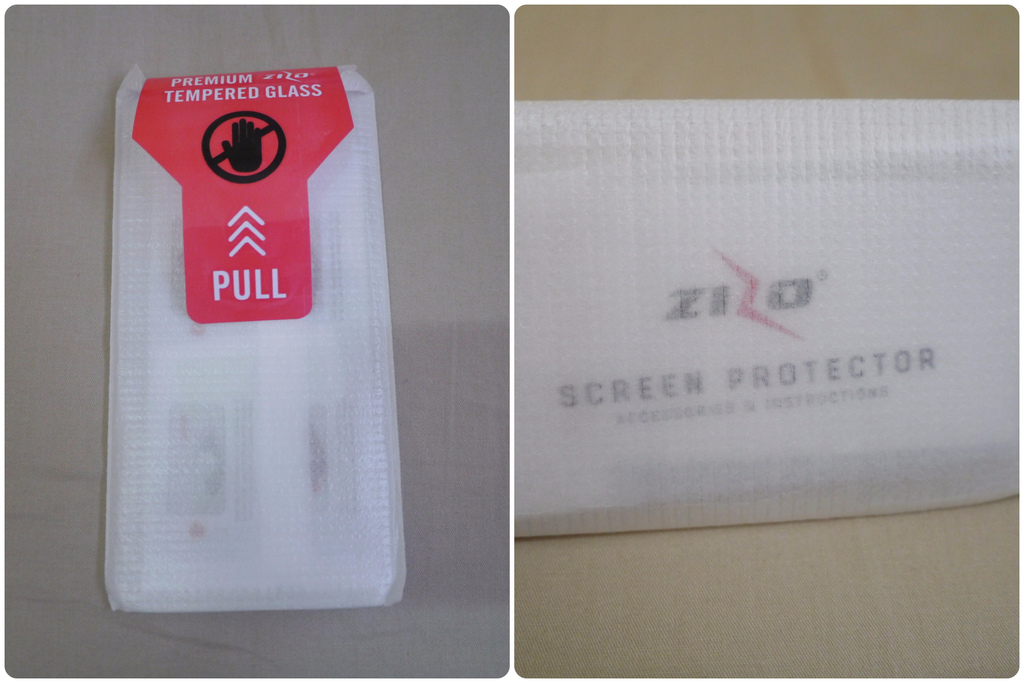 PREMIUM ZIZO®
TEMPERED GLASS
PULL
ZIZO®
SCREEN PROTECTOR
ACCESSORIES & INSTRUCTIONS